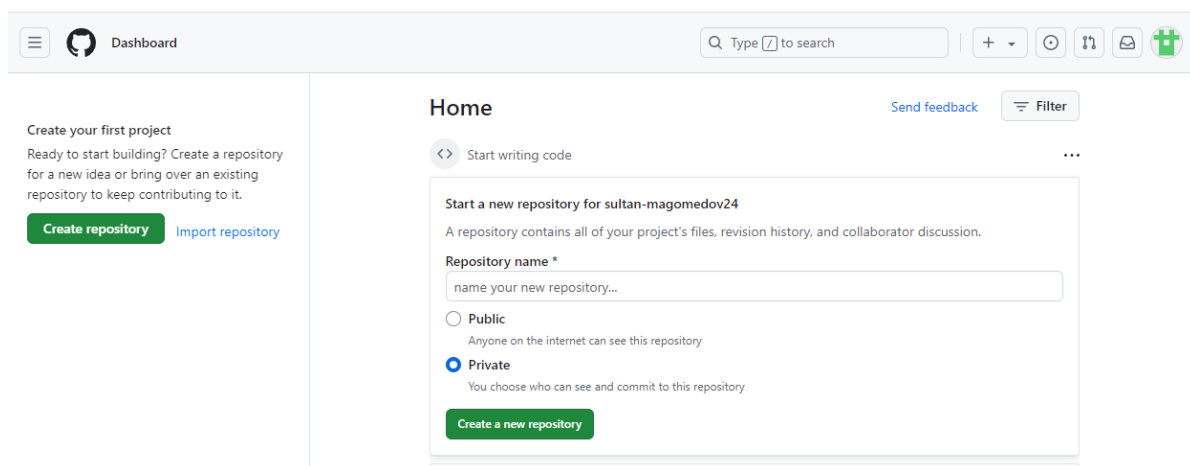 Dashboard
Type / to search
Create your first project
Ready to start building? Create a repository
for a new idea or bring over an existing
repository to keep contributing to it.
Create repository
Import repository
Home
Send feedback
Filter
Start writing code
Start a new repository for sultan-magomedov24
A repository contains all of your project's files, revision history, and collaborator discussion.
Repository name *
name your new repository...
Public
Anyone on the internet can see this repository
Private
You choose who can see and commit to this repository
Create a new repository